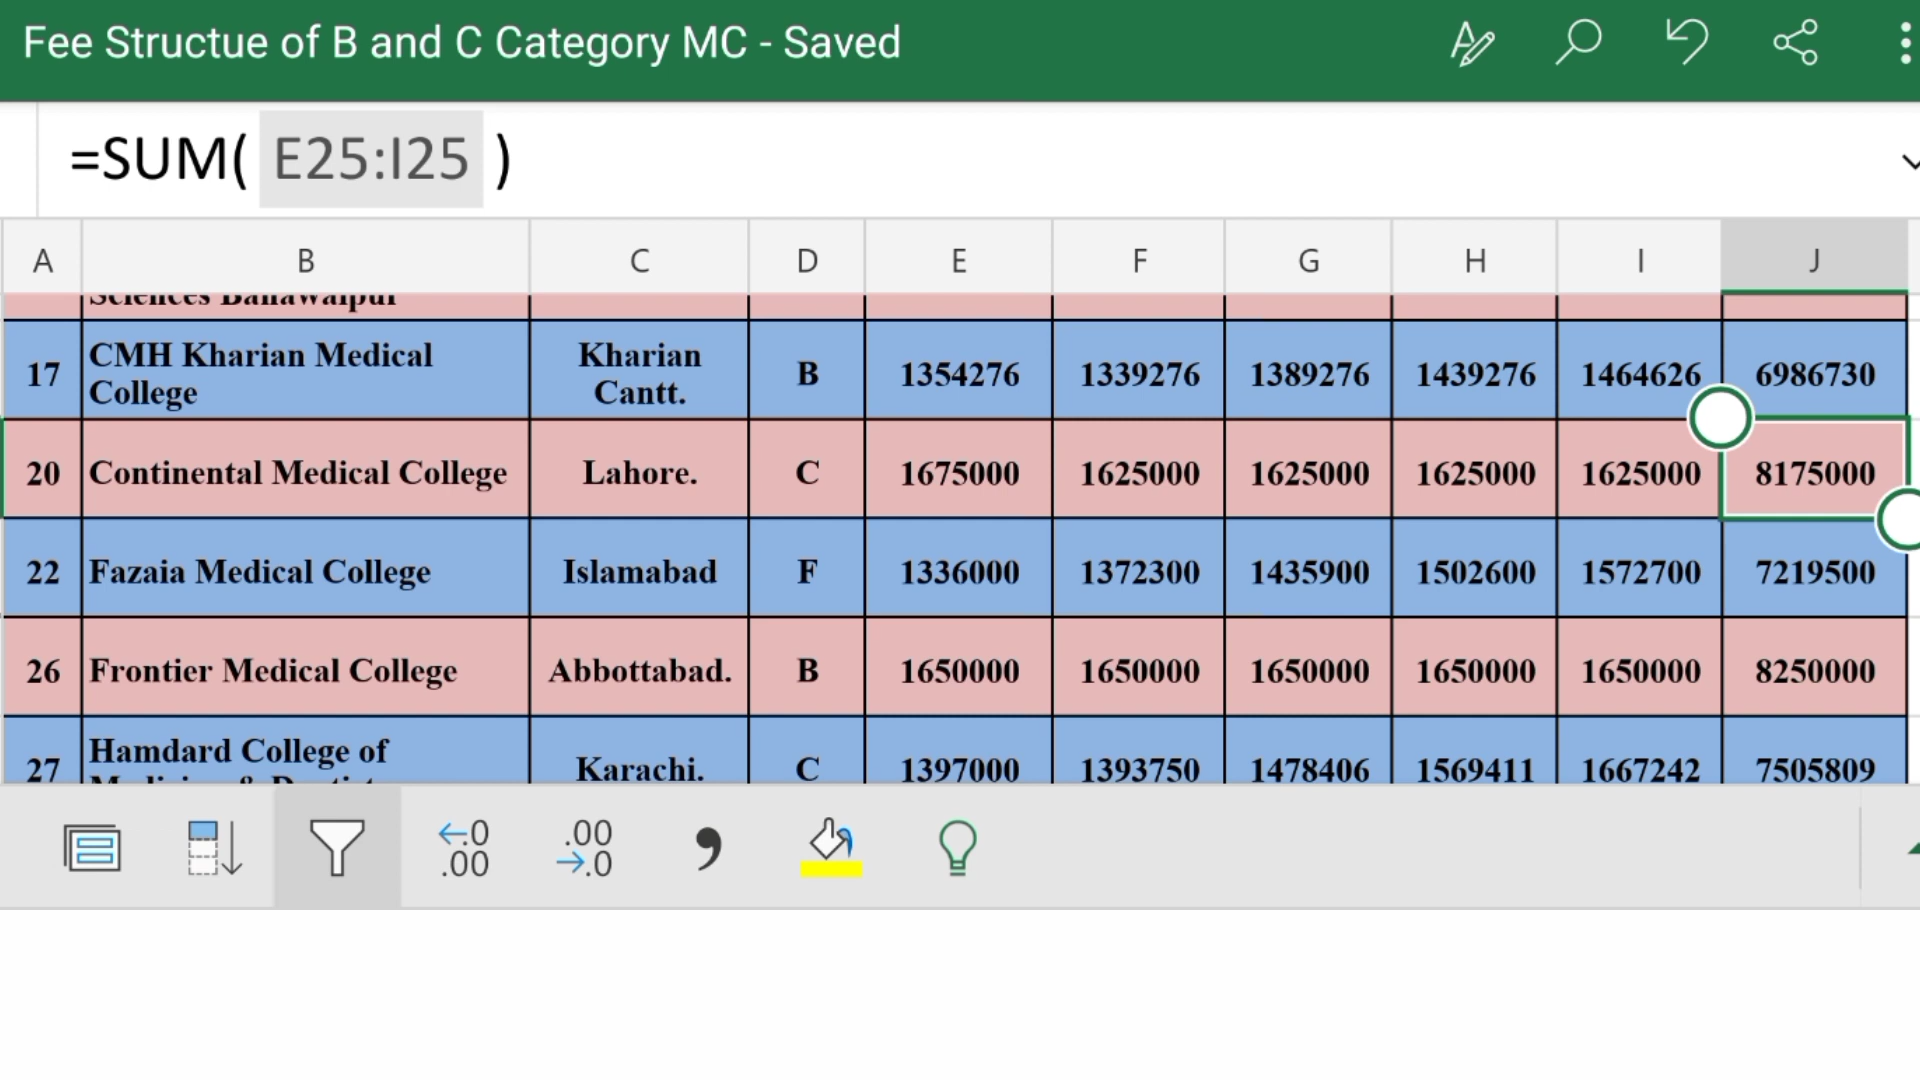 Fee Structue of B and C Category MC - Saved
=SUM( E25:I25 )
A B C D E F G H I J
Sciences Bahawalpur
17 CMH Kharian Medical College Kharian Cantt. B 1354276 1339276 1389276 1439276 1464626 6986730
20 Continental Medical College Lahore. C 1675000 1625000 1625000 1625000 1625000 8175000
22 Fazaia Medical College Islamabad F 1336000 1372300 1435900 1502600 1572700 7219500
26 Frontier Medical College Abbottabad. B 1650000 1650000 1650000 1650000 1650000 8250000
27 Hamdard College of Karachi. C 1397000 1393750 1478406 1569411 1667242 7505809
.0 .00
.00 .0